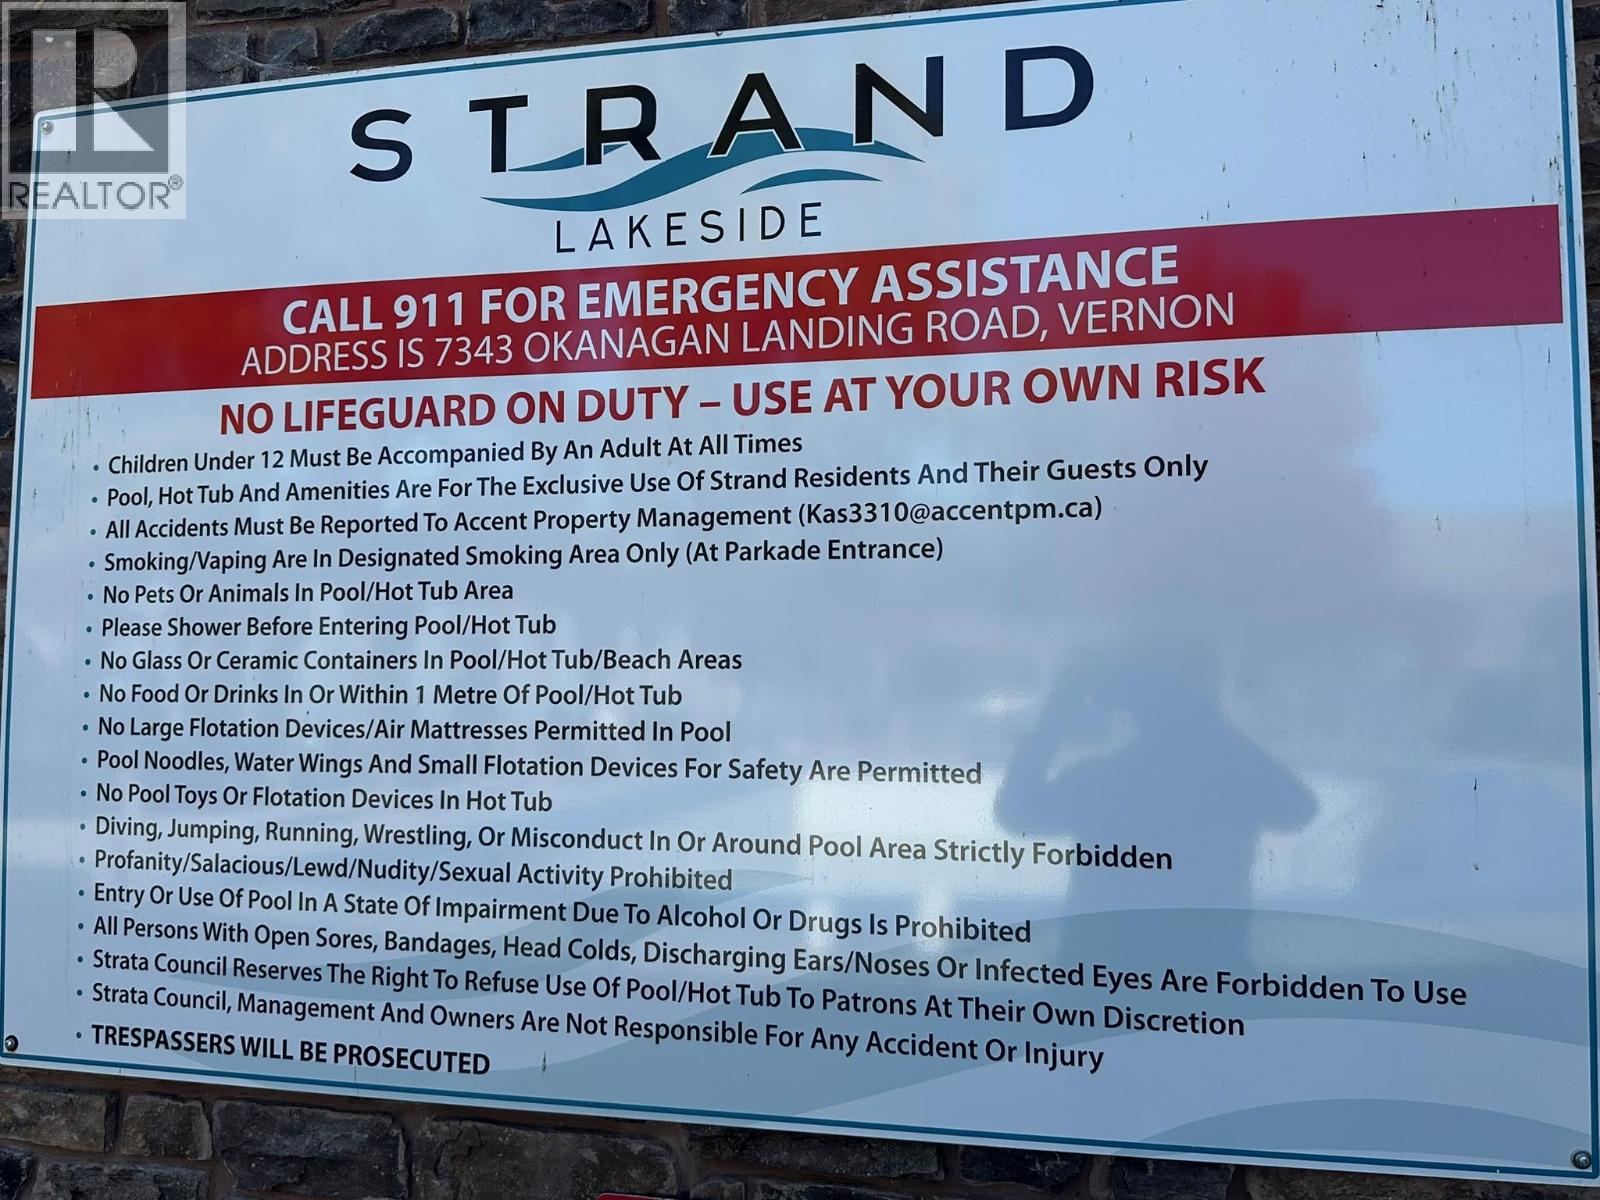 REALTOR®
STRAND
LAKESIDE
CALL 911 FOR EMERGENCY ASSISTANCE
ADDRESS IS 7343 OKANAGAN LANDING ROAD, VERNON
NO LIFEGUARD ON DUTY – USE AT YOUR OWN RISK
• Children Under 12 Must Be Accompanied By An Adult At All Times
• Pool, Hot Tub And Amenities Are For The Exclusive Use Of Strand Residents And Their Guests Only
• All Accidents Must Be Reported To Accent Property Management (Kas3310@accentpm.ca)
• Smoking/Vaping Are In Designated Smoking Area Only (At Parkade Entrance)
• No Pets Or Animals In Pool/Hot Tub Area
• Please Shower Before Entering Pool/Hot Tub
• No Glass Or Ceramic Containers In Pool/Hot Tub/Beach Areas
• No Food Or Drinks In Or Within 1 Metre Of Pool/Hot Tub
• No Large Flotation Devices/Air Mattresses Permitted In Pool
• Pool Noodles, Water Wings And Small Flotation Devices For Safety Are Permitted
• No Pool Toys Or Flotation Devices In Hot Tub
• Diving, Jumping, Running, Wrestling, Or Misconduct In Or Around Pool Area Strictly Forbidden
• Profanity/Salacious/Lewd/Nudity/Sexual Activity Prohibited
• Entry Or Use Of Pool In A State Of Impairment Due To Alcohol Or Drugs Is Prohibited
• All Persons With Open Sores, Bandages, Head Colds, Discharging Ears/Noses Or Infected Eyes Are Forbidden To Use
• Strata Council Reserves The Right To Refuse Use Of Pool/Hot Tub To Patrons At Their Own Discretion
• Strata Council, Management And Owners Are Not Responsible For Any Accident Or Injury
• TRESPASSERS WILL BE PROSECUTED